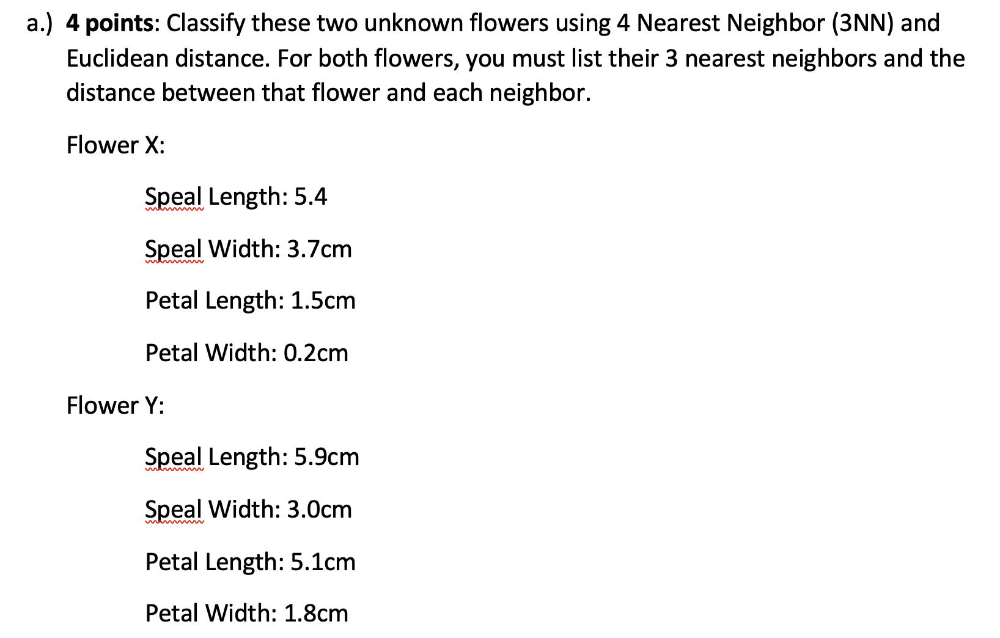 a.) 4 points: Classify these two unknown flowers using 4 Nearest Neighbor (3NN) and
Euclidean distance. For both flowers, you must list their 3 nearest neighbors and the
distance between that flower and each neighbor.
Flower X:
Speal Length: 5.4
Speal Width: 3.7cm
Petal Length: 1.5cm
Petal Width: 0.2cm
Flower Y:
Speal Length: 5.9cm
Speal Width: 3.0cm
Petal Length: 5.1cm
Petal Width: 1.8cm